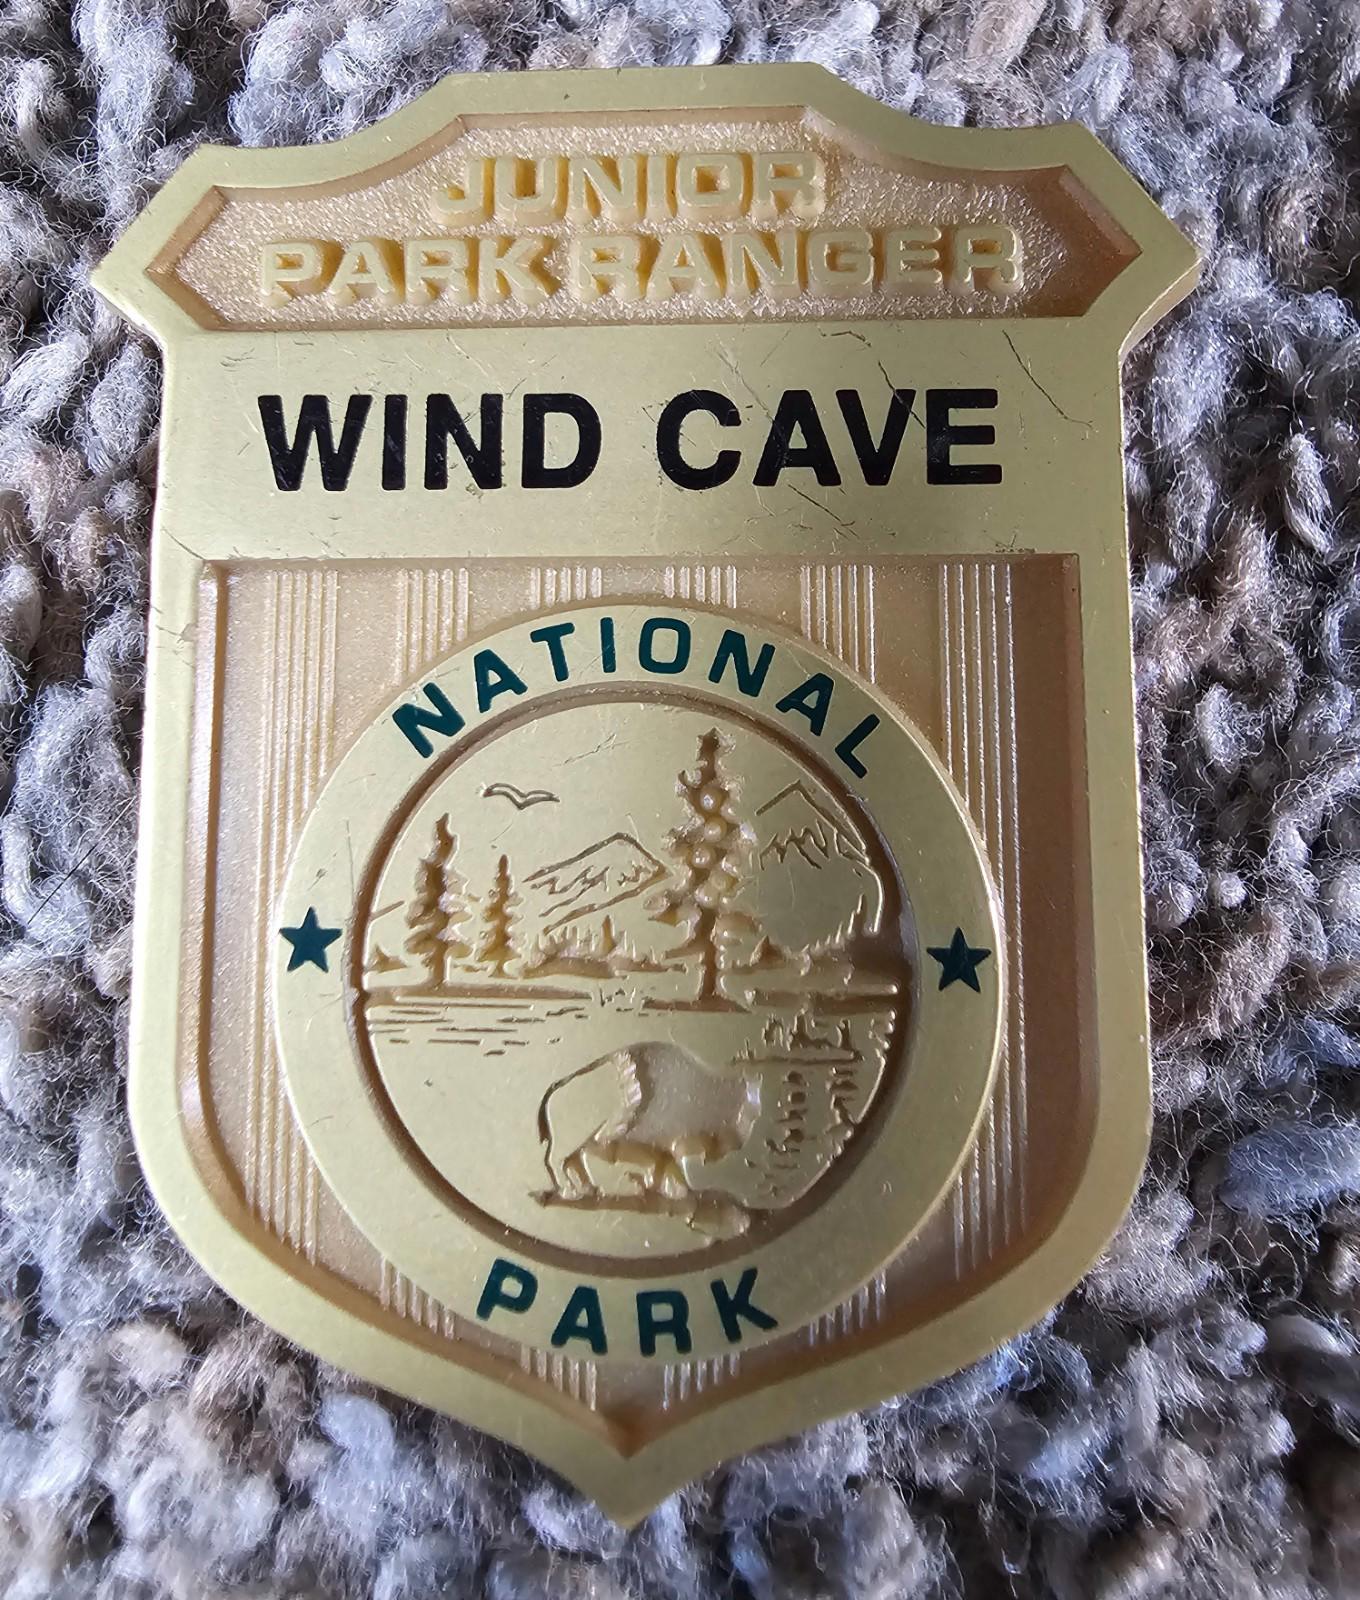 JUNIOR
PARK RANGER
WIND CAVE
NATIONAL
PARK